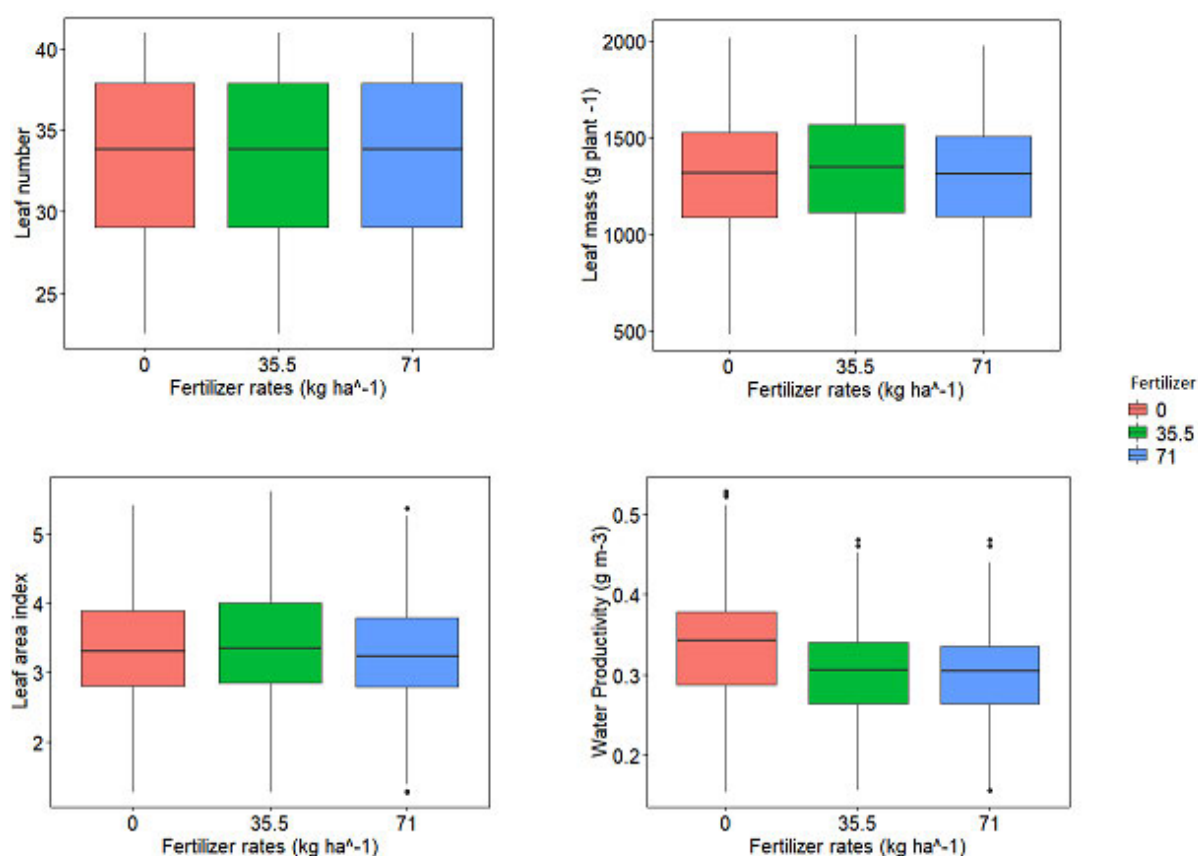 Leaf number
40
35
30
25
0 35.5 71
Fertilizer rates (kg ha^-1)
Leaf mass (g plant -1)
2000
1500
1000
500
0 35.5 71
Fertilizer rates (kg ha^-1)
Fertilizer
0
35.5
71
Leaf area index
5
4
3
2
0 35.5 71
Fertilizer rates (kg ha^-1)
Water Productivity (g m-3)
0.5
0.4
0.3
0.2
0 35.5 71
Fertilizer rates (kg ha^-1)